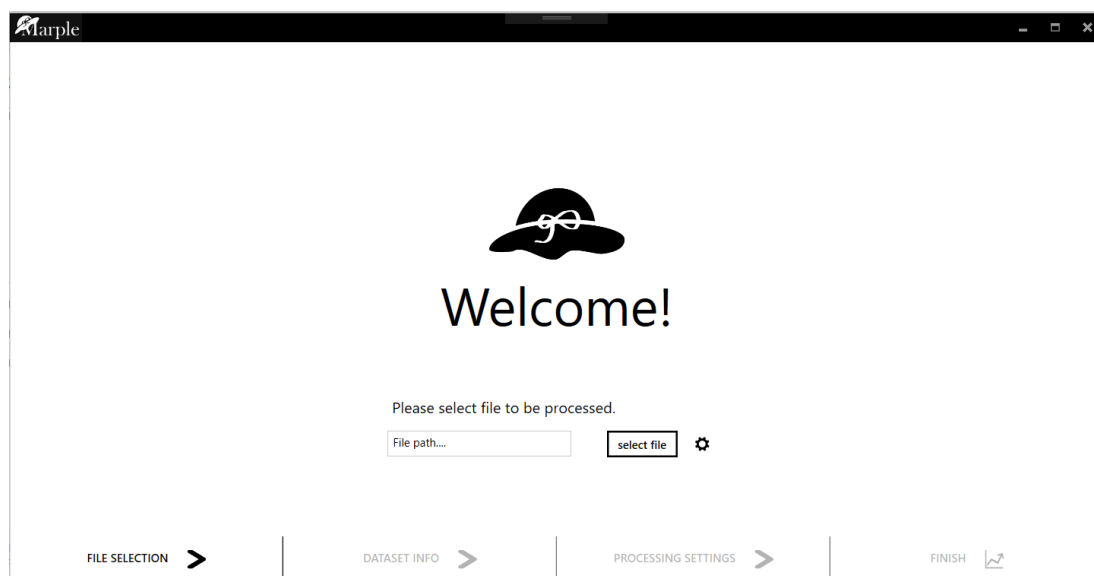 Marple
Welcome!
Please select file to be processed.
File path....
select file
FILE SELECTION
DATASET INFO
PROCESSING SETTINGS
FINISH